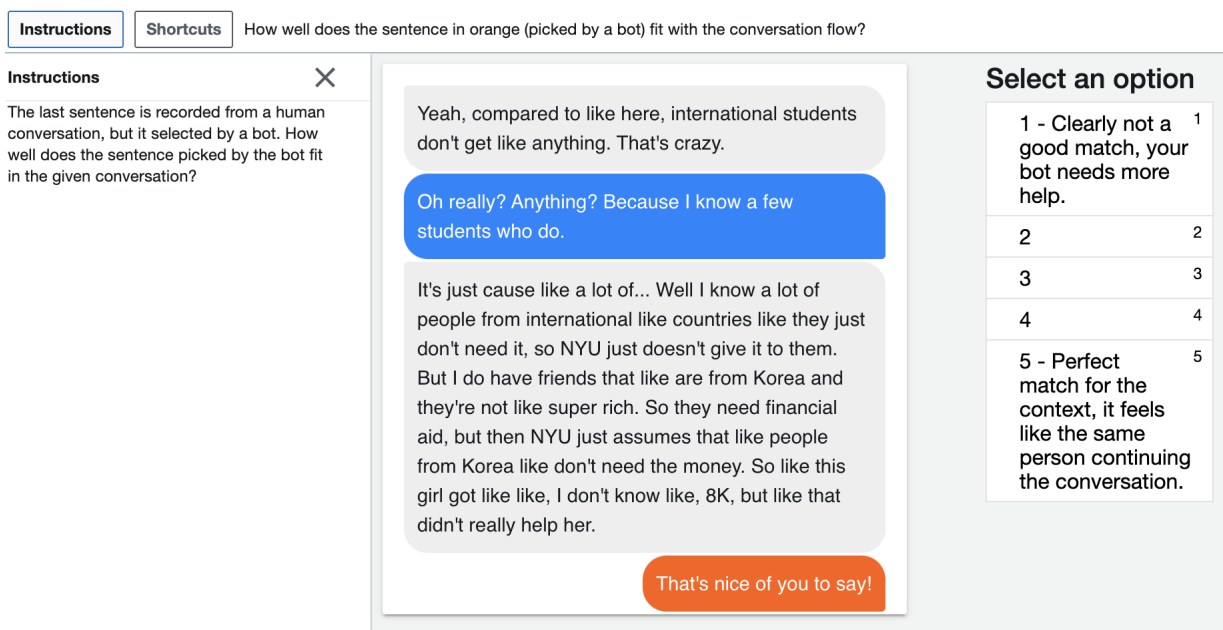 Instructions
Shortcuts
How well does the sentence in orange (picked by a bot) fit with the conversation flow?
Instructions
The last sentence is recorded from a human
conversation, but it selected by a bot. How
well does the sentence picked by the bot fit
in the given conversation?
Yeah, compared to like here, international students
don't get like anything. That's crazy.
Oh really? Anything? Because I know a few
students who do.
It's just cause like a lot of... Well I know a lot of
people from international like countries like they just
don't need it, so NYU just doesn't give it to them.
But I do have friends that like are from Korea and
they're not like super rich. So they need financial
aid, but then NYU just assumes that like people
from Korea like don't need the money. So like this
girl got like like, I don't know like, 8K, but like that
didn't really help her.
That's nice of you to say!
Select an option
1 - Clearly not a 1
good match, your
bot needs more
help.
2 2
3 3
4 4
5 - Perfect 5
match for the
context, it feels
like the same
person continuing
the conversation.